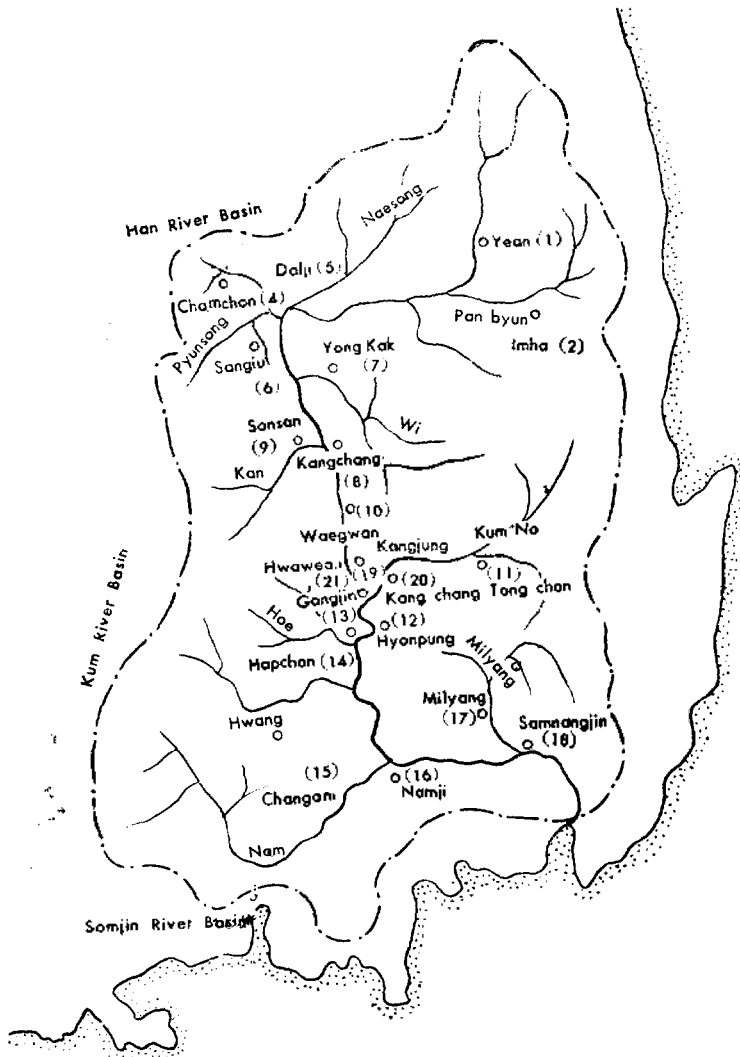 Han River Basin
Naesang
Yean (1)
Dalji (5)
Chamchon (4)
Pan byun
Imha (2)
Pyunsang
Sangiu
(6)
Yong Kak
(7)
Wi
Sonsan
(9)
Kangchang
(8)
Kan
(10)
Waegwan
Kum No
Kangjung
Hwawea
(21)
(19)
(20)
(11)
Kang chang
Tong chan
Gangjin
(13)
(12)
Hyonpung
Hoe
Hapchon (14)
Milyang
Kum River Basin
Milyang
(17)
Samnangjin
(18)
Hwang
(15)
Changam
(16)
Namji
Nam
Somjin River Basin